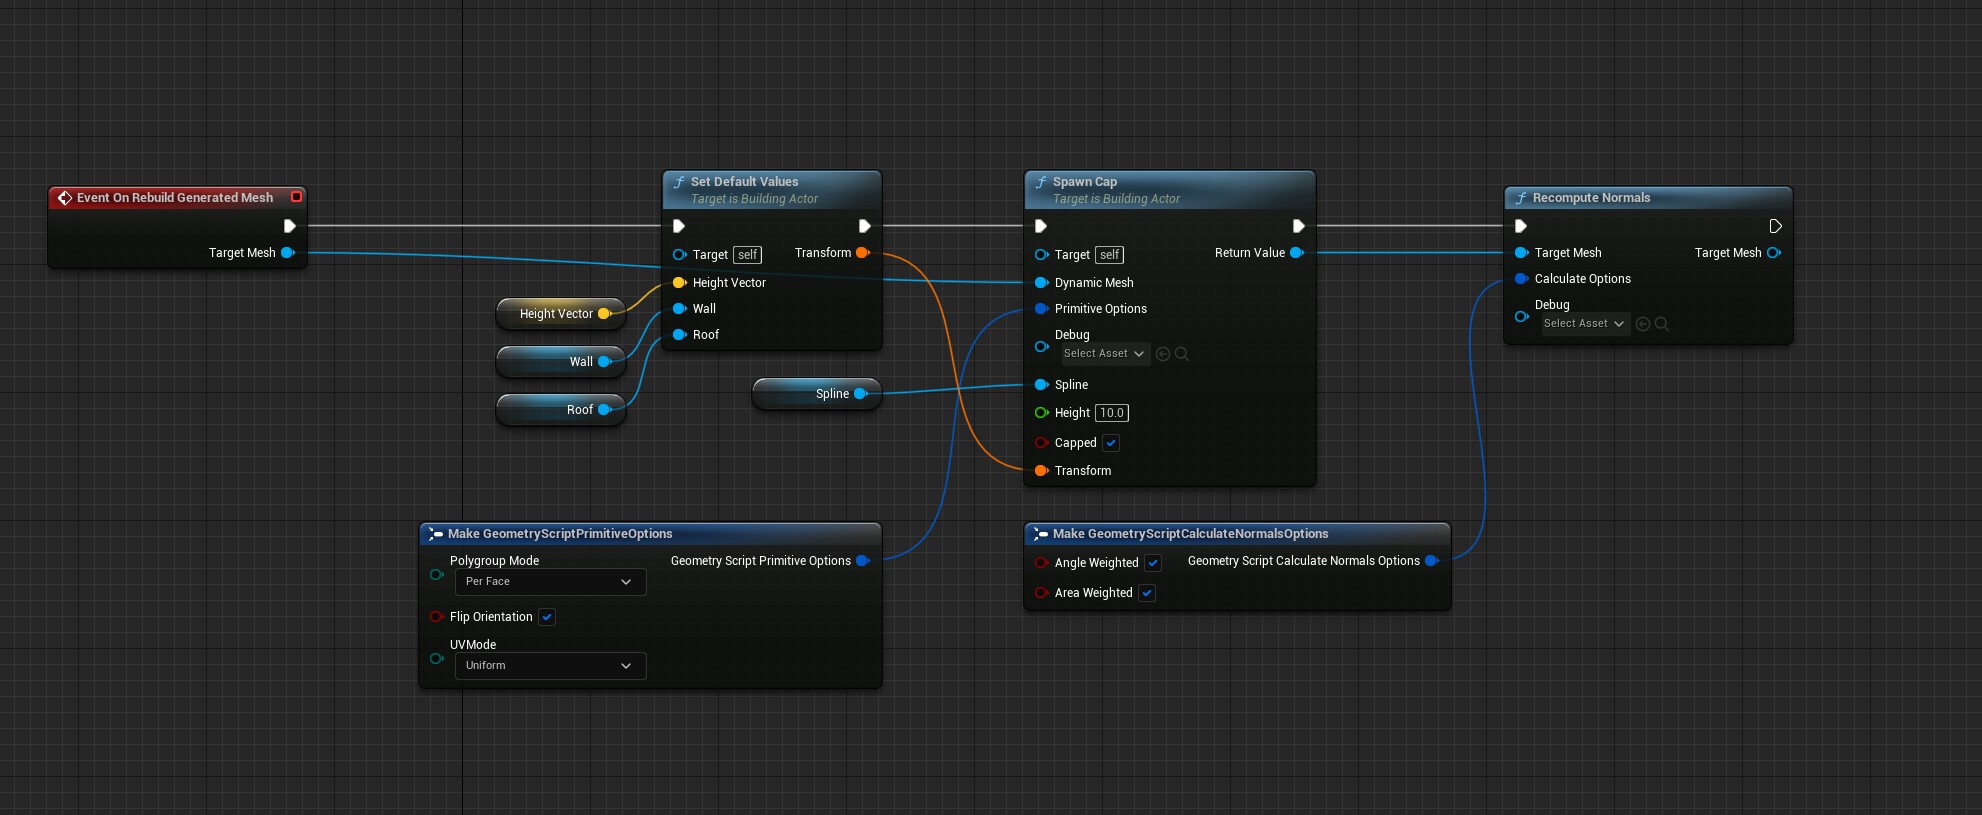 Event On Rebuild Generated Mesh
Target Mesh
Height Vector
Wall
Roof
Set Default Values
Target is Building Actor
Target self Transform
Height Vector
Wall
Roof
Spline
Spawn Cap
Target is Building Actor
Target self Return Value
Dynamic Mesh
Primitive Options
Debug
Select Asset
Spline
Height 10.0
Capped
Transform
Recompute Normals
Target Mesh Target Mesh
Calculate Options
Debug
Select Asset
Make GeometryScriptPrimitiveOptions
Polygroup Mode Geometry Script Primitive Options
Per Face
Flip Orientation
UVMode
Uniform
Make GeometryScriptCalculateNormalsOptions
Angle Weighted Geometry Script Calculate Normals Options
Area Weighted